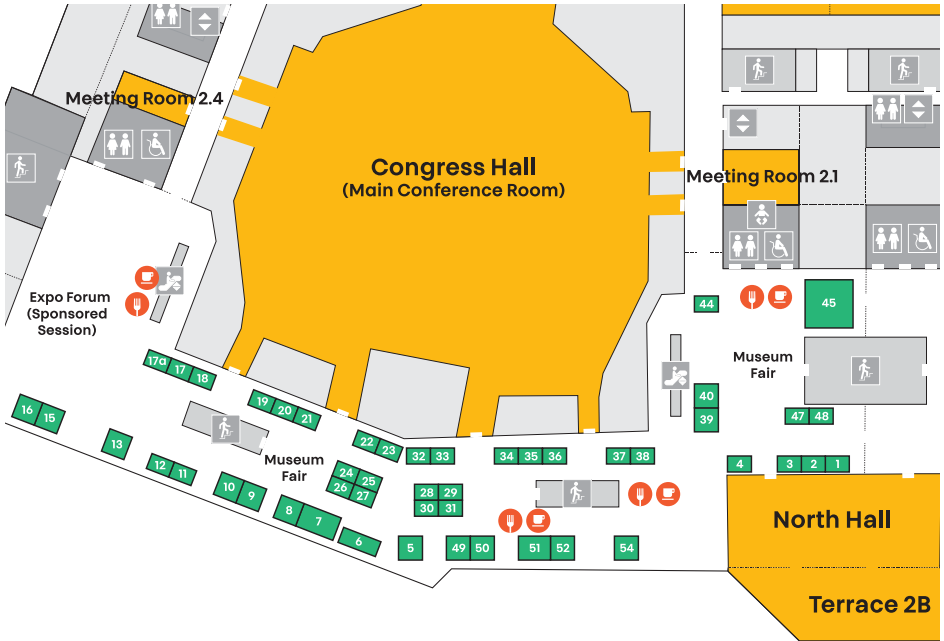 Meeting Room 2.4
Congress Hall
(Main Conference Room)
Meeting Room 2.1
Expo Forum
(Sponsored
Session)
44
45
Museum
Fair
17a 17 18
40
39
19 20 21
47 48
16 15
13
22 23
32 33
34 35 36
37 38
4
3 2 1
Museum
Fair
12 11
24 25
26 27
10 9
28 29
30 31
8 7
6
5
49 50
51 52
54
North Hall
Terrace 2B